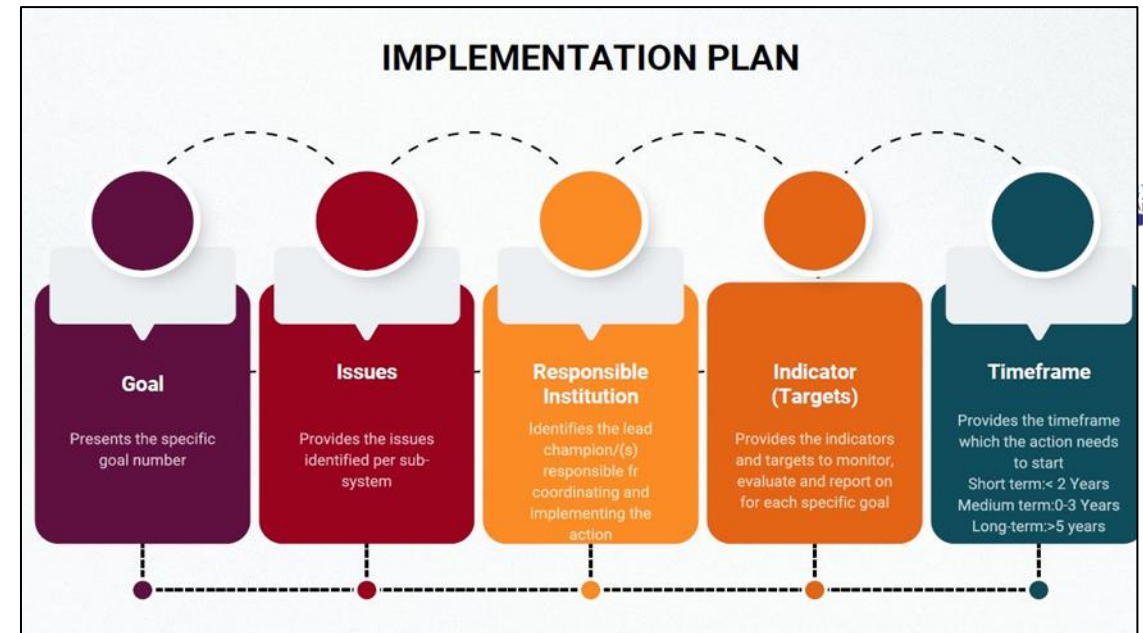 IMPLEMENTATION PLAN
Goal
Presents the specific
goal number
Issues
Provides the issues
identified per sub-
system
Responsible
Institution
Identifies the lead
champion/(s)
responsible fr
coordinating and
implementing the
action
Indicator
(Targets)
Provides the indicators
and targets to monitor,
evaluate and report on
for each specific goal
Timeframe
Provides the timeframe
which the action needs
to start
Short term:< 2 Years
Medium term:0-3 Years
Long-term:>5 years